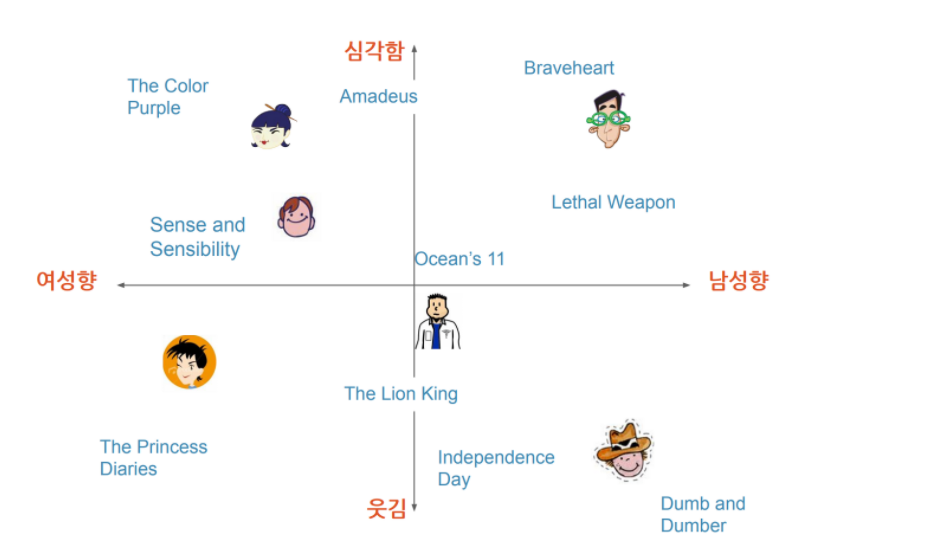 심각함
Braveheart
The Color
Purple
Amadeus
Lethal Weapon
Sense and
Sensibility
Ocean's 11
여성향
남성향
The Lion King
The Princess
Diaries
Independence
Day
웃김
Dumb and
Dumber